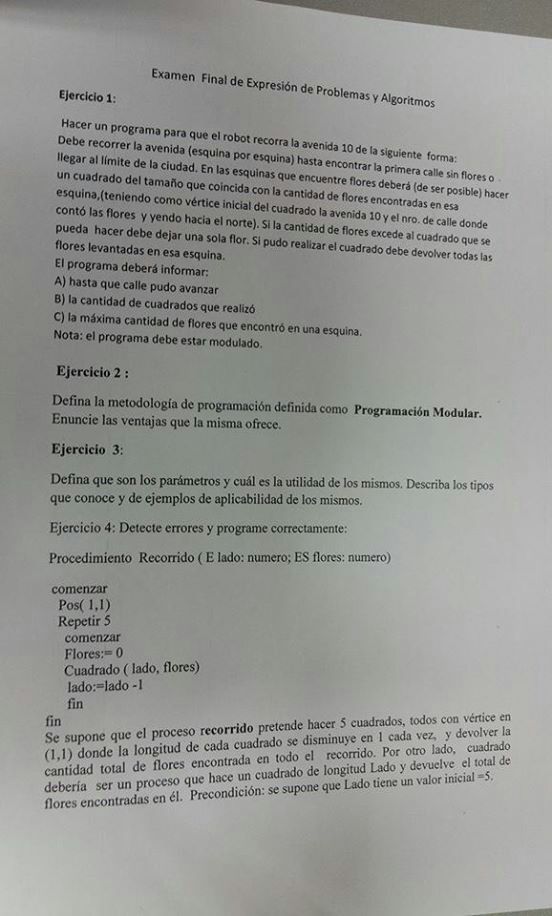 Examen Final de Expresión de Problemas y Algoritmos
Ejercicio 1:
Hacer un programa para que el robot recorra la avenida 10 de la siguiente forma:
Debe recorrer la avenida (esquina por esquina) hasta encontrar la primera calle sin flores o
llegar al límite de la ciudad. En las esquinas que encuentre flores deberá (de ser posible) hacer
un cuadrado del tamaño que coincida con la cantidad de flores encontradas en esa
esquina,(teniendo como vértice inicial del cuadrado la avenida 10 y el nro. de calle donde
contó las flores y yendo hacia el norte). Si la cantidad de flores excede al cuadrado que se
pueda hacer debe dejar una sola flor. Si pudo realizar el cuadrado debe devolver todas las
flores levantadas en esa esquina.
El programa deberá informar:
A) hasta que calle pudo avanzar
B) la cantidad de cuadrados que realizó
C) la máxima cantidad de flores que encontró en una esquina.
Nota: el programa debe estar modulado.
Ejercicio 2 :
Defina la metodología de programación definida como Programación Modular.
Enuncie las ventajas que la misma ofrece.
Ejercicio 3:
Defina que son los parámetros y cuál es la utilidad de los mismos. Describa los tipos
que conoce y de ejemplos de aplicabilidad de los mismos.
Ejercicio 4: Detecte errores y programe correctamente:
Procedimiento Recorrido ( E lado: numero; ES flores: numero)
comenzar
Pos( 1,1)
Repetir 5
comenzar
Flores:= 0
Cuadrado ( lado, flores)
lado:=lado -1
fin
fin
Se supone que el proceso recorrido pretende hacer 5 cuadrados, todos con vértice en
(1,1) donde la longitud de cada cuadrado se disminuye en 1 cada vez, y devolver la
cantidad total de flores encontrada en todo el recorrido. Por otro lado, cuadrado
debería ser un proceso que hace un cuadrado de longitud Lado y devuelve el total de
flores encontradas en él. Precondición: se supone que Lado tiene un valor inicial =5.